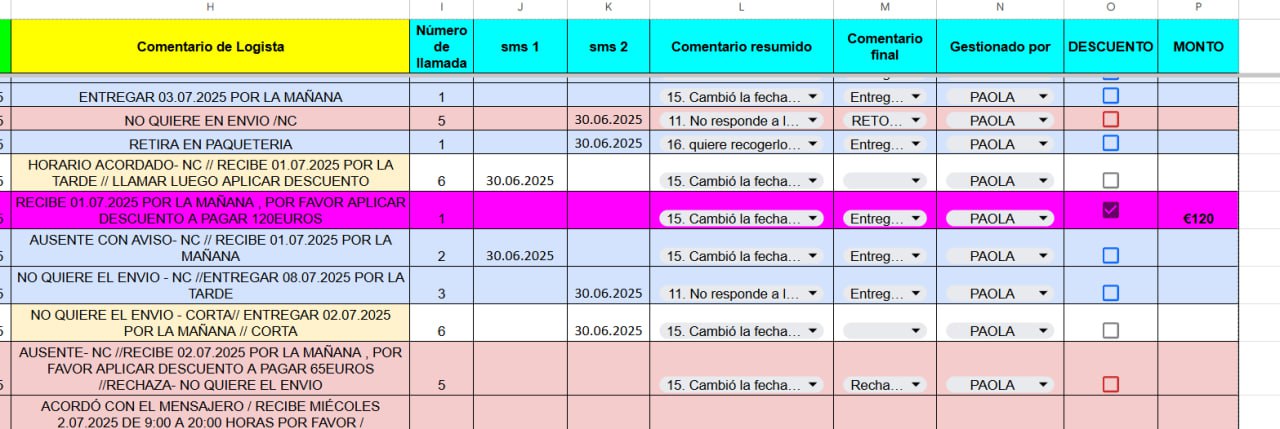 H I J K L M N O P
Comentario de Logista
Número de llamada
sms 1
sms 2
Comentario resumido
Comentario final
Gestionado por
DESCUENTO
MONTO
5 ENTREGAR 03.07.2025 POR LA MAÑANA 1 15. Cambió la fecha… Entreg… PAOLA
5 NO QUIERE EN ENVIO /NC 5 30.06.2025 11. No responde a l… RETO… PAOLA
5 RETIRA EN PAQUETERIA 1 30.06.2025 16. quiere recogerlo… Entreg… PAOLA
HORARIO ACORDADO- NC // RECIBE 01.07.2025 POR LA
5 TARDE // LLAMAR LUEGO APLICAR DESCUENTO 6 30.06.2025 15. Cambió la fecha… PAOLA
RECIBE 01.07.2025 POR LA MAÑANA , POR FAVOR APLICAR
5 DESCUENTO A PAGAR 120EUROS 1 15. Cambió la fecha… Entreg… PAOLA €120
AUSENTE CON AVISO- NC // RECIBE 01.07.2025 POR LA
5 MAÑANA 2 30.06.2025 15. Cambió la fecha… Entreg… PAOLA
NO QUIERE EL ENVIO - NC //ENTREGAR 08.07.2025 POR LA
5 TARDE 3 30.06.2025 11. No responde a l… Entreg… PAOLA
NO QUIERE EL ENVIO - CORTA// ENTREGAR 02.07.2025
5 POR LA MAÑANA // CORTA 6 30.06.2025 15. Cambió la fecha… PAOLA
AUSENTE- NC //RECIBE 02.07.2025 POR LA MAÑANA , POR
FAVOR APLICAR DESCUENTO A PAGAR 65EUROS
5 //RECHAZA- NO QUIERE EL ENVIO 5 15. Cambió la fecha… Recha… PAOLA
ACORDÓ CON EL MENSAJERO / RECIBE MIÉCOLES
2.07.2025 DE 9:00 A 20:00 HORAS POR FAVOR /